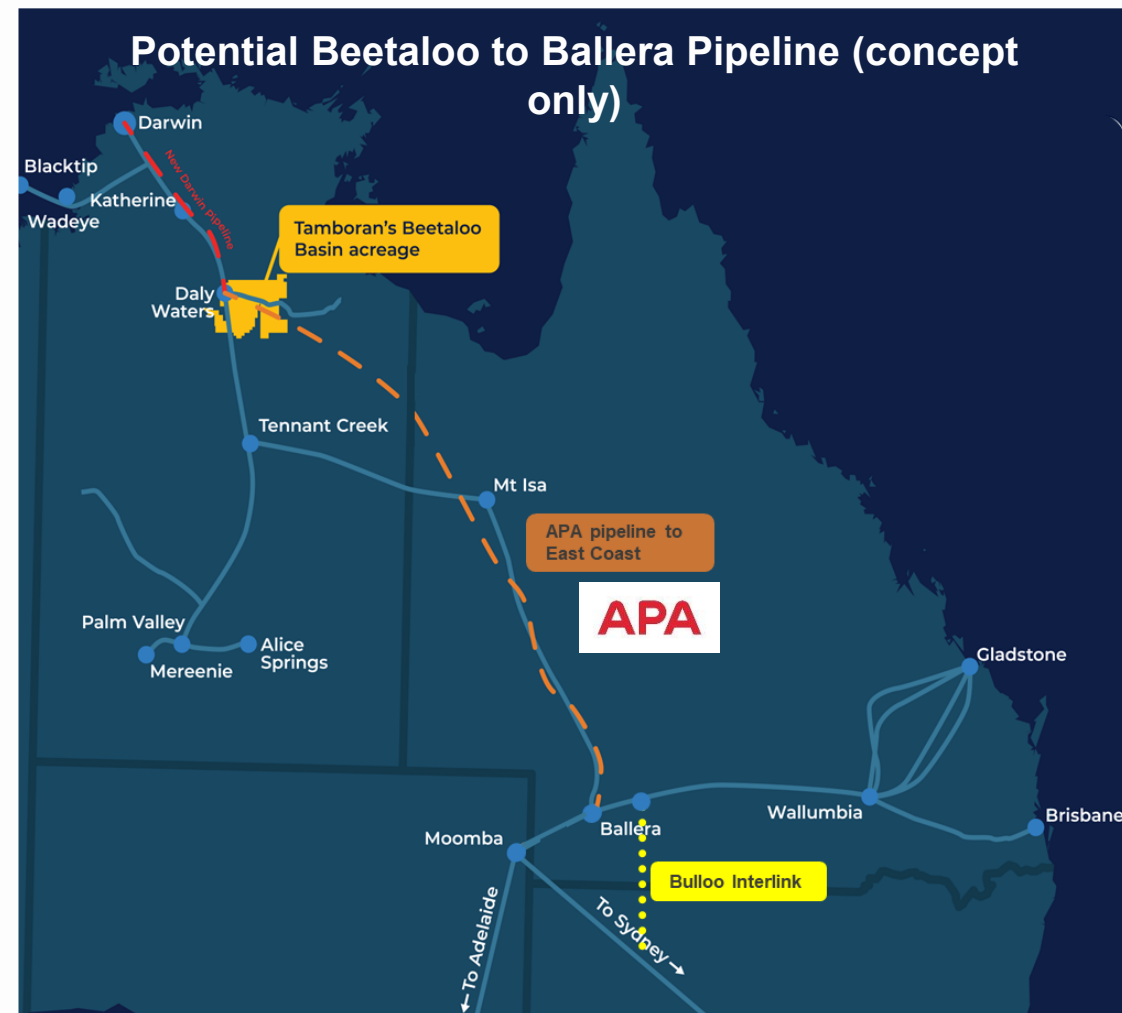 Potential Beetaloo to Ballera Pipeline (concept
only)
Darwin
New Darwin Pipeline
Blacktip
Katherine
Wadeye
Tamboran's Beetaloo
Basin acreage
Daly
Waters
Tennant Creek
Mt Isa
APA pipeline to
East Coast
APA
Palm Valley
Alice
Springs
Mereenie
Gladstone
Wallumbia
Brisbane
Ballera
Moomba
Bulloo Interlink
← To Adelaide
To Sydney →